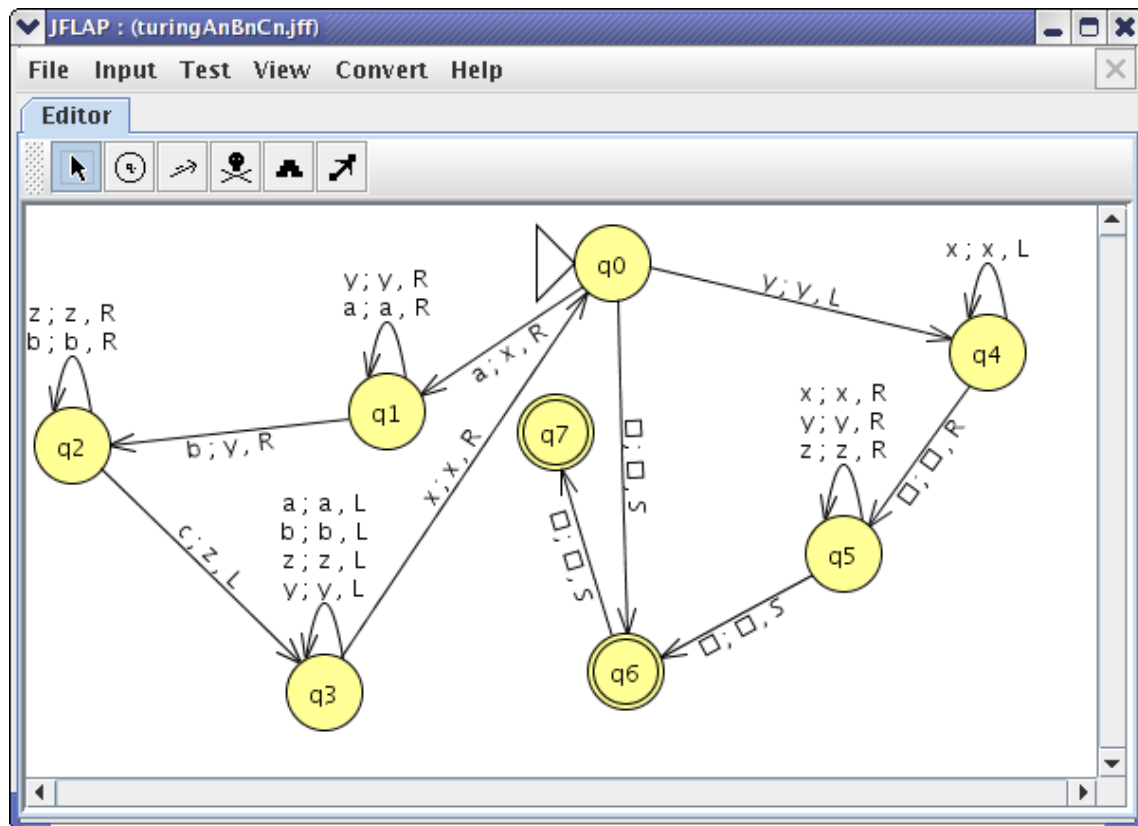 JFLAP : (turingAnBnCn.jff)
File Input Test View Convert Help
Editor
q
q0
x ; x , L
y ; y , R
a ; a , R
y ; y , L
z ; z , R
b ; b , R
a ; x , R
q4
x ; x , R
y ; y , R
z ; z , R
q1
q7
q2
b ; y , R
x ; x , R
□ ; □ , S
□ ; □ , R
a ; a , L
b ; b , L
z ; z , L
y ; y , L
c ; z , L
□ ; □ , S
q5
□ ; □ , S
q6
q3